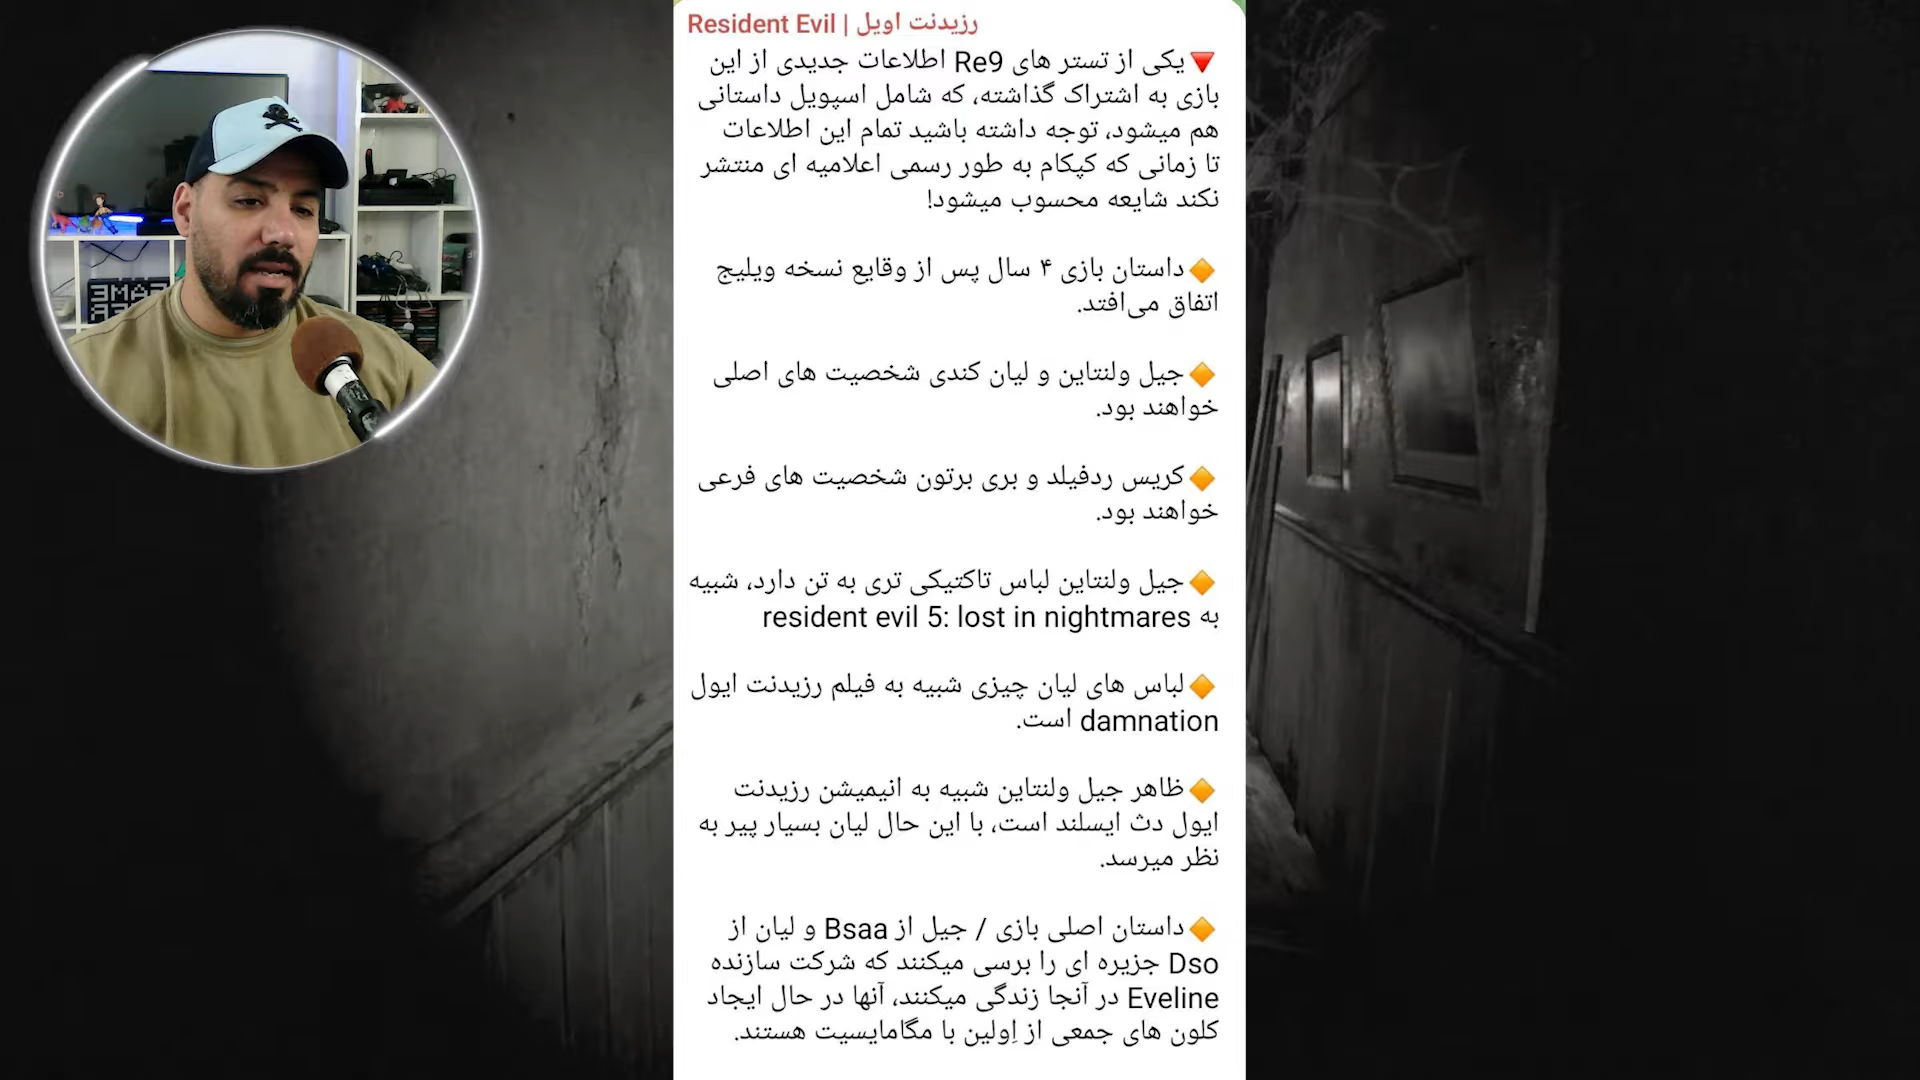 Resident Evil | رزیدنت اویل
🔻یکی از تستر های Re9 اطلاعات جدیدی از این
بازی به اشتراک گذاشته، که شامل اسپویل داستانی
هم میشود، توجه داشته باشید تمام این اطلاعات
تا زمانی که کپکام به طور رسمی اعلامیه ای منتشر
نکند شایعه محسوب میشود!
🔶داستان بازی ۴ سال پس از وقایع نسخه ویلیج
اتفاق می‌افتد.
🔶جیل ولنتاین و لیان کندی شخصیت های اصلی
خواهند بود.
🔶کریس ردفیلد و بری برتون شخصیت های فرعی
خواهند بود.
🔶جیل ولنتاین لباس تاکتیکی تری به تن دارد، شبیه
به resident evil 5: lost in nightmares
🔶لباس های لیان چیزی شبیه به فیلم رزیدنت ایول
damnation است.
🔶ظاهر جیل ولنتاین شبیه به انیمیشن رزیدنت
ایول دث ایسلند است، با این حال لیان بسیار پیر به
نظر میرسد.
🔶داستان اصلی بازی / جیل از Bsaa و لیان از
Dso جزیره ای را برسی میکنند که شرکت سازنده
Eveline در آنجا زندگی میکنند، آنها در حال ایجاد
کلون های جمعی از اِولین با مگامایسیت هستند.